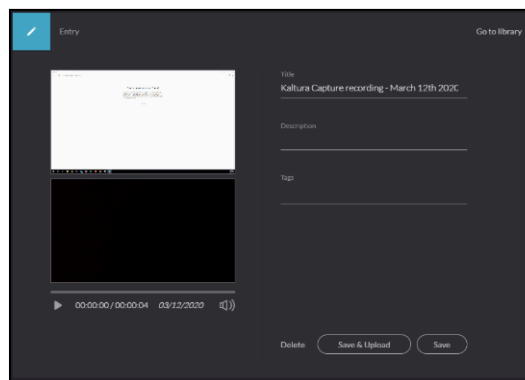 Entry
Go to library
Title
Kaltura Capture recording - March 12th 202C
Description
Tags
00:00:00 / 00:00:04 03/12/2020
Delete
Save & Upload
Save